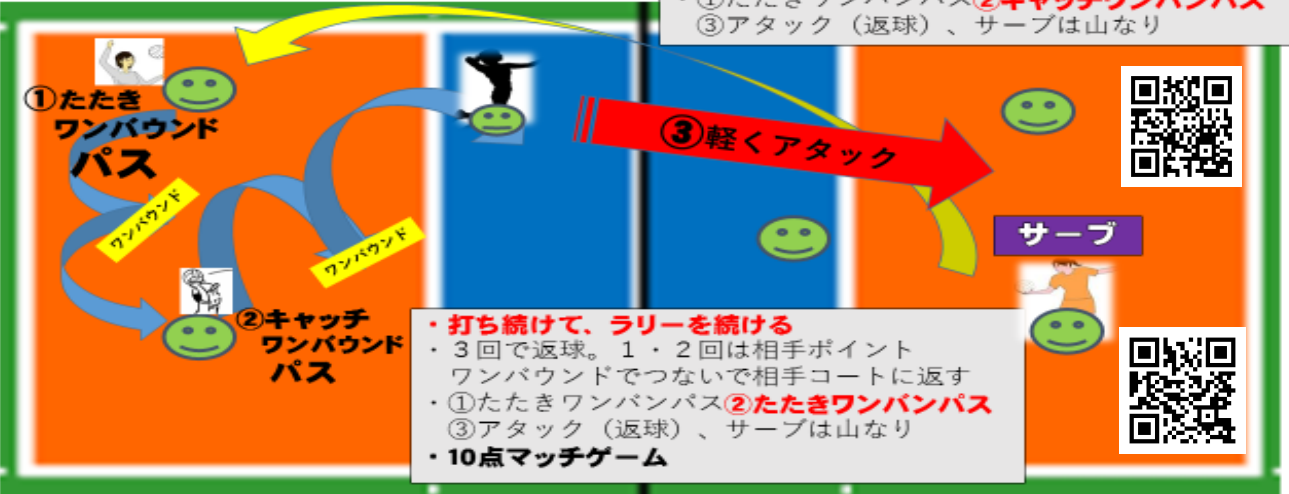 ・①たたきワンバンパス②キャッチワンバンパス
③アタック（返球）、サーブは山なり
①たたき
ワンバウンド
パス
ワンバウンド
ワンバウンド
②キャッチ
ワンバウンド
パス
③軽くアタック
サーブ
・打ち続けて、ラリーを続ける
・３回で返球。１・２回は相手ポイント
ワンバウンドでつないで相手コートに返す
・①たたきワンバンパス②たたきワンバンパス
③アタック（返球）、サーブは山なり
・10点マッチゲーム